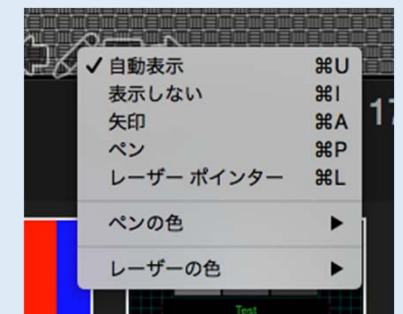 ✓ 自動表示 ⌘U
表示しない ⌘I
矢印 ⌘A
ペン ⌘P
レーザー ポインター ⌘L
ペンの色 ▶
レーザーの色 ▶
17
Test